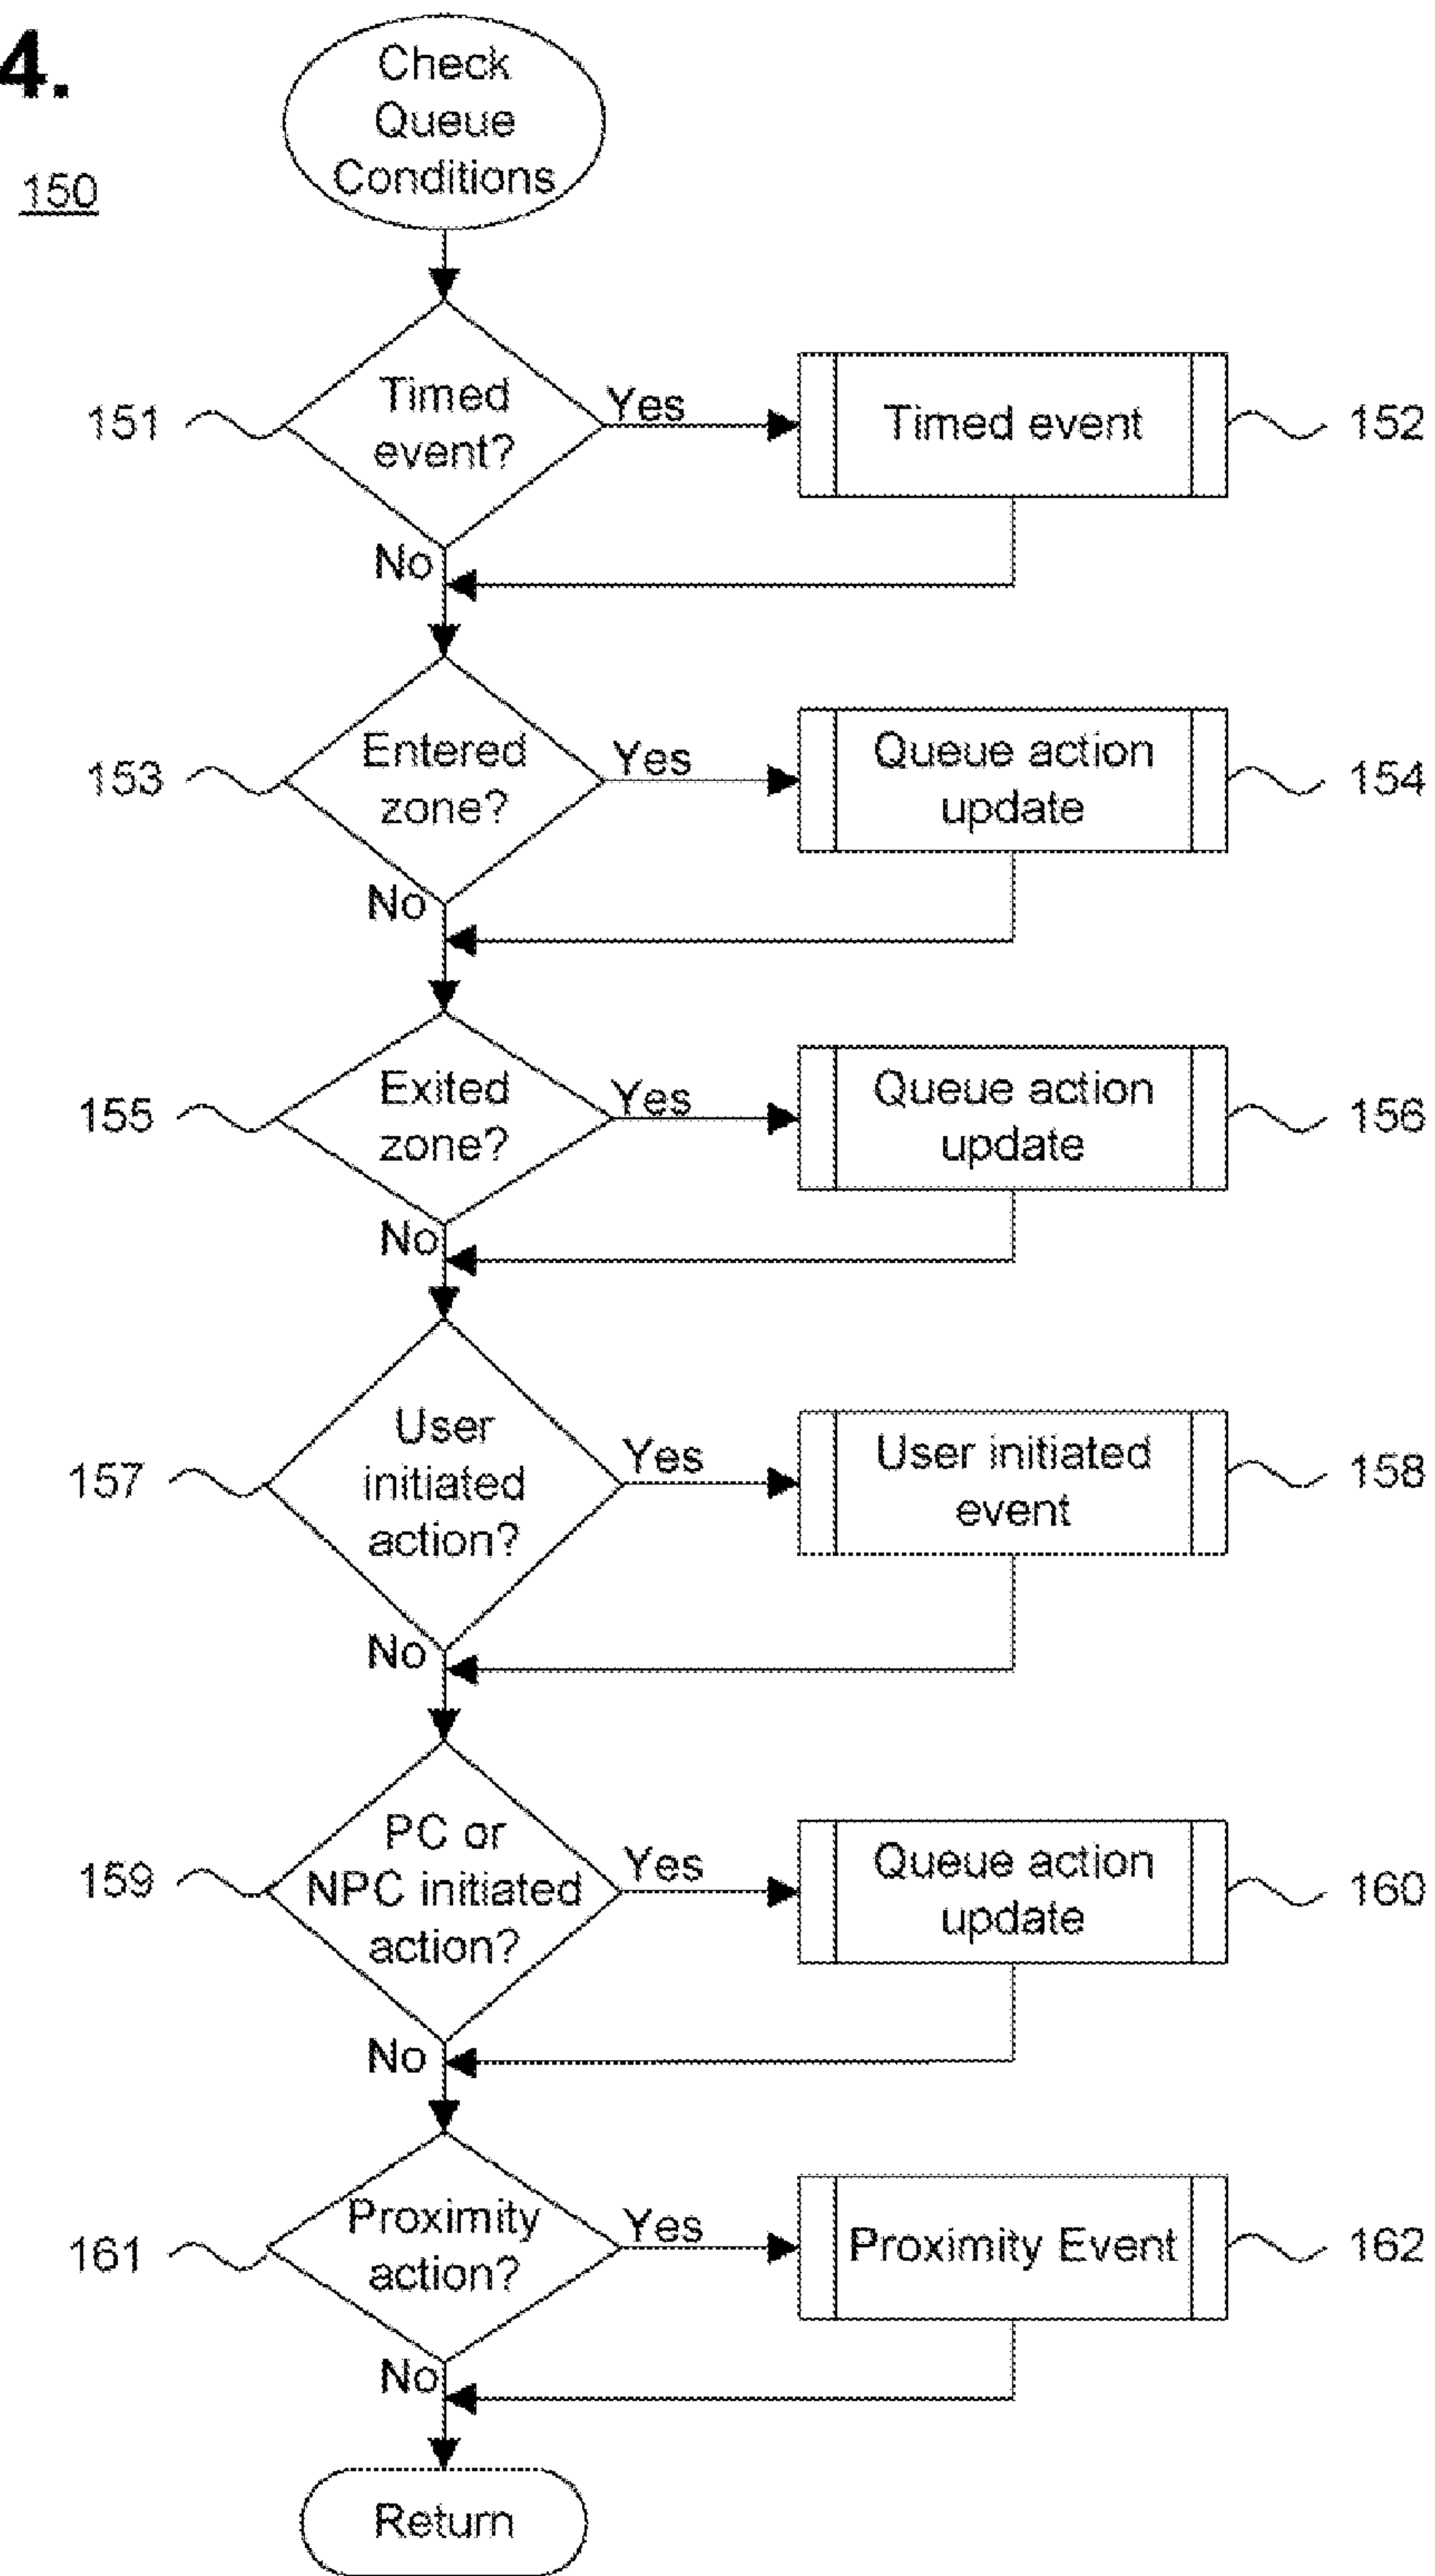 4.
150
Check
Queue
Conditions
151
Timed
event?
Yes
Timed event
152
No
153
Entered
zone?
Yes
Queue action
update
154
No
155
Exited
zone?
Yes
Queue action
update
156
No
157
User
initiated
action?
Yes
User initiated
event
158
No
159
PC or
NPC initiated
action?
Yes
Queue action
update
160
No
161
Proximity
action?
Yes
Proximity Event
162
No
Return